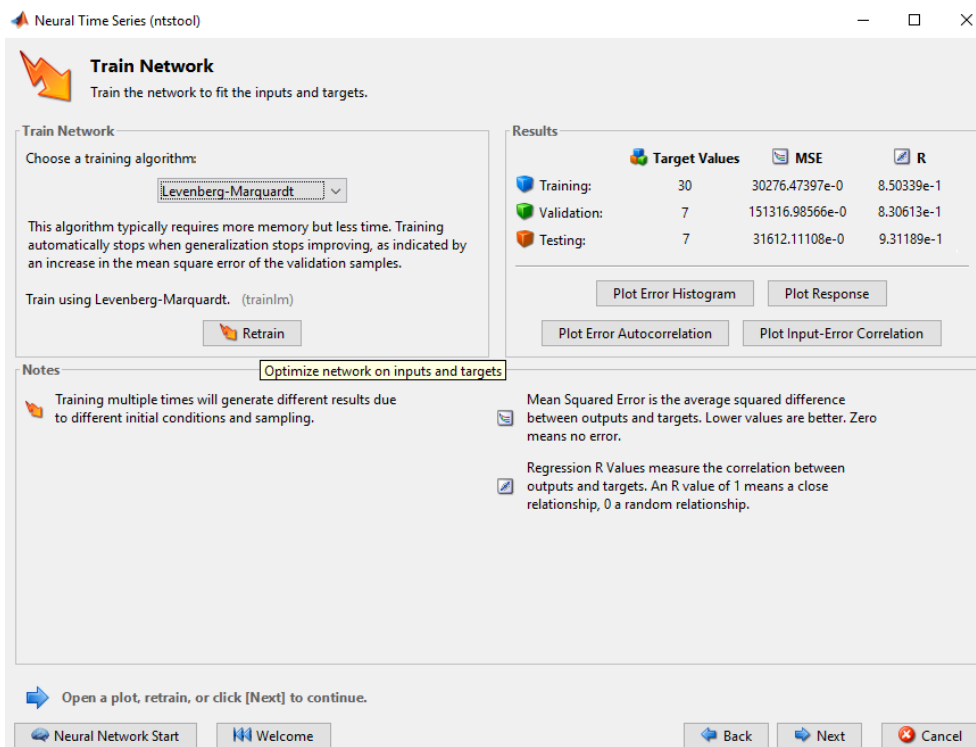 Neural Time Series (ntstool)
Train Network
Train the network to fit the inputs and targets.
Train Network
Choose a training algorithm:
Levenberg-Marquardt
This algorithm typically requires more memory but less time. Training
automatically stops when generalization stops improving, as indicated by
an increase in the mean square error of the validation samples.
Train using Levenberg-Marquardt. (trainlm)
Retrain
Optimize network on inputs and targets
Results
Target Values MSE R
Training: 30 30276.47397e-0 8.50339e-1
Validation: 7 151316.98566e-0 8.30613e-1
Testing: 7 31612.11108e-0 9.31189e-1
Plot Error Histogram Plot Response
Plot Error Autocorrelation Plot Input-Error Correlation
Notes
Training multiple times will generate different results due
to different initial conditions and sampling.
Mean Squared Error is the average squared difference
between outputs and targets. Lower values are better. Zero
means no error.
Regression R Values measure the correlation between
outputs and targets. An R value of 1 means a close
relationship, 0 a random relationship.
Open a plot, retrain, or click [Next] to continue.
Neural Network Start Welcome Back Next Cancel